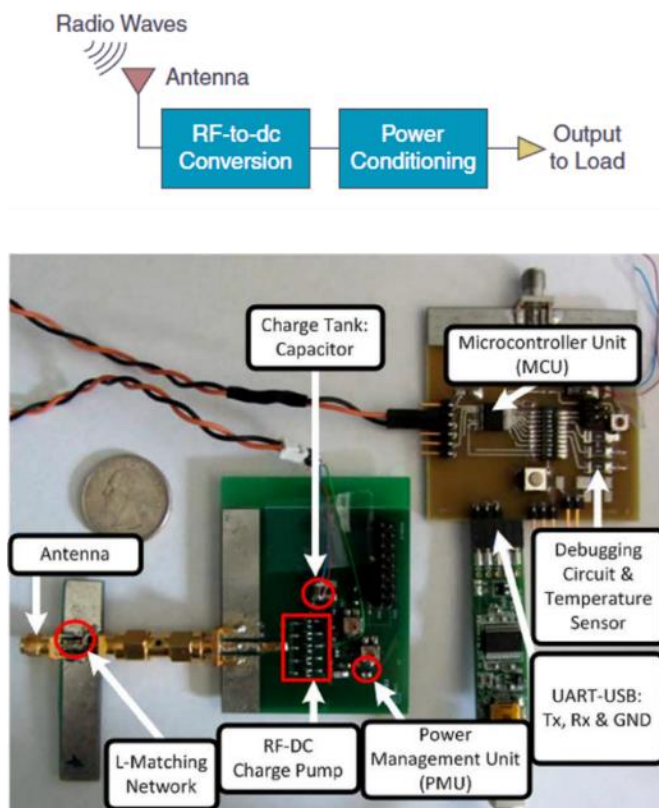 Radio Waves
Antenna
RF-to-dc
Conversion
Power
Conditioning
Output
to Load
Charge Tank:
Capacitor
Microcontroller Unit
(MCU)
Antenna
Debugging
Circuit &
Temperature
Sensor
UART-USB:
Tx, Rx & GND
L-Matching
Network
RF-DC
Charge Pump
Power
Management Unit
(PMU)